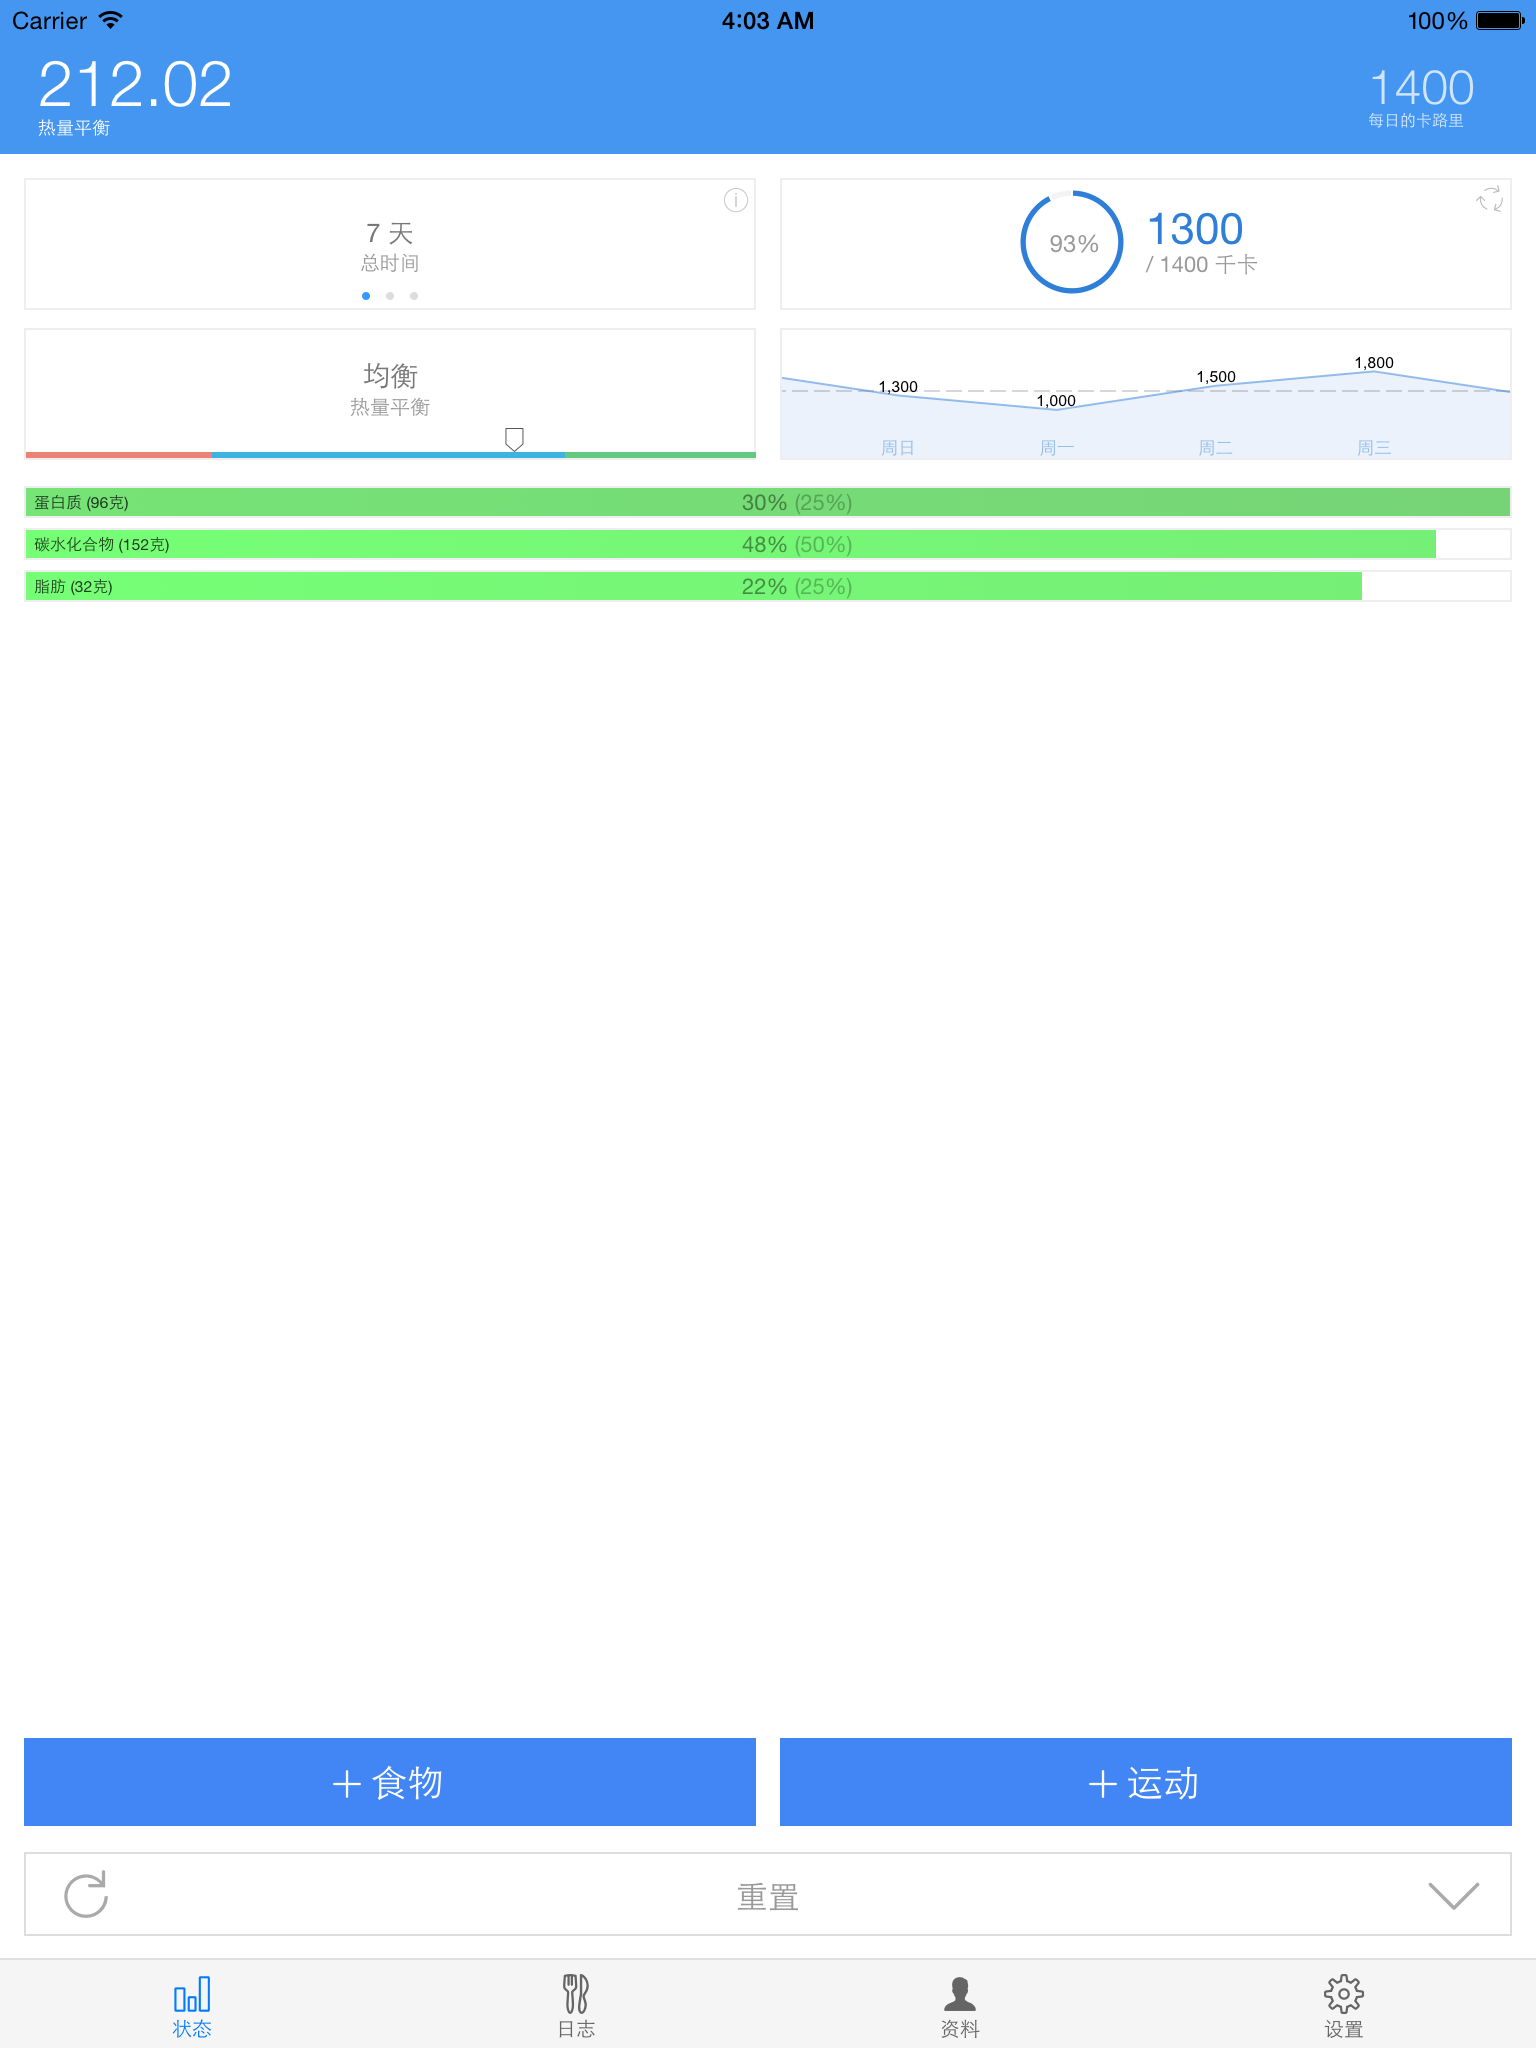 Carrier 4:03 AM 100%
212.02
热量平衡
1400
每日的卡路里
7 天
总时间
93%
1300
/ 1400 千卡
均衡
热量平衡
1,300
1,000
1,500
1,800
周日 周一 周二 周三
蛋白质 (96克) 30% (25%)
碳水化合物 (152克) 48% (50%)
脂肪 (32克) 22% (25%)
+ 食物
+ 运动
重置
状态 日志 资料 设置